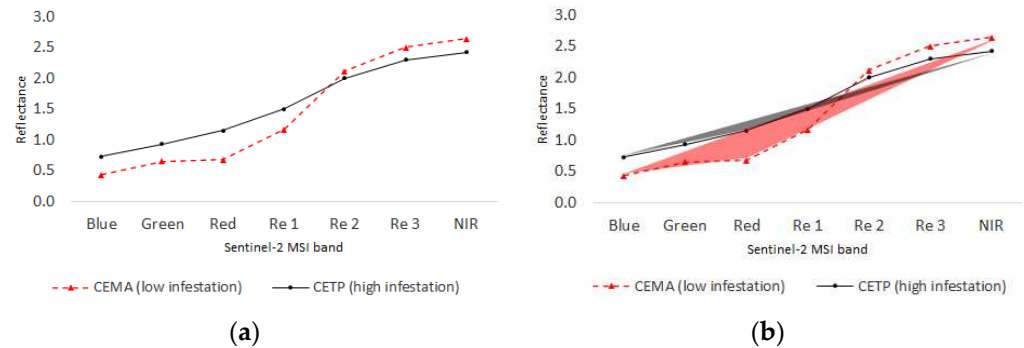 3.0
2.5
2.0
1.5
1.0
0.5
0.0
Reflectance
Blue Green Red Re 1 Re 2 Re 3 NIR
Sentinel-2 MSI band
CEMA (low infestation) CETP (high infestation)
(a)
3.0
2.5
2.0
1.5
1.0
0.5
0.0
Reflectance
Blue Green Red Re 1 Re 2 Re 3 NIR
Sentinel-2 MSI band
CEMA (low infestation) CETP (high infestation)
(b)